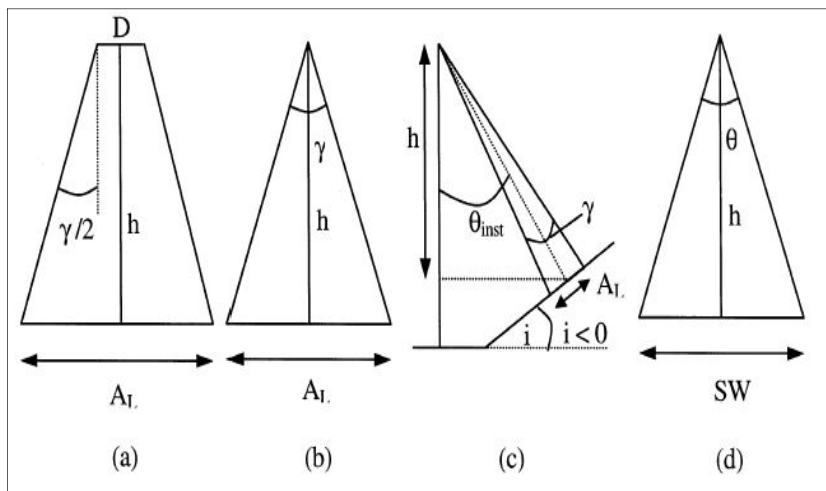 D
h
γ/2
A_L
(a)
γ
h
A_L
(b)
h
θ_inst
γ
A_L
i
i<0
(c)
θ
h
SW
(d)